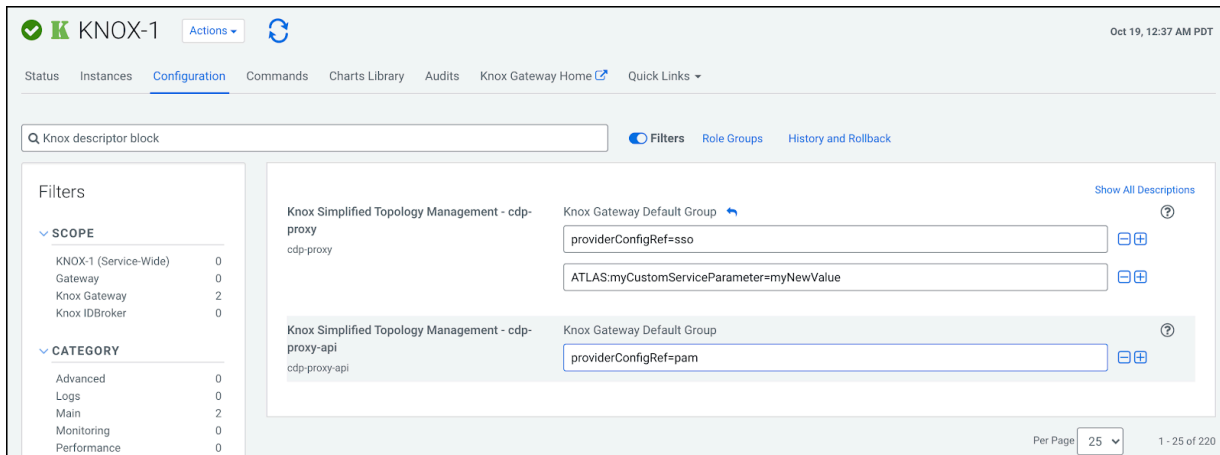 KNOX-1 Actions Oct 19, 12:37 AM PDT
Status Instances Configuration Commands Charts Library Audits Knox Gateway Home Quick Links
Knox descriptor block Filters Role Groups History and Rollback
Filters
SCOPE
KNOX-1 (Service-Wide) 0
Gateway 0
Knox Gateway 2
Knox IDBroker 0
CATEGORY
Advanced 0
Logs 0
Main 2
Monitoring 0
Performance 0
Show All Descriptions
Knox Simplified Topology Management - cdp-
proxy
cdp-proxy
Knox Gateway Default Group
providerConfigRef=sso
ATLAS:myCustomServiceParameter=myNewValue
Knox Simplified Topology Management - cdp-
proxy-api
cdp-proxy-api
Knox Gateway Default Group
providerConfigRef=pam
Per Page 25 1 - 25 of 220